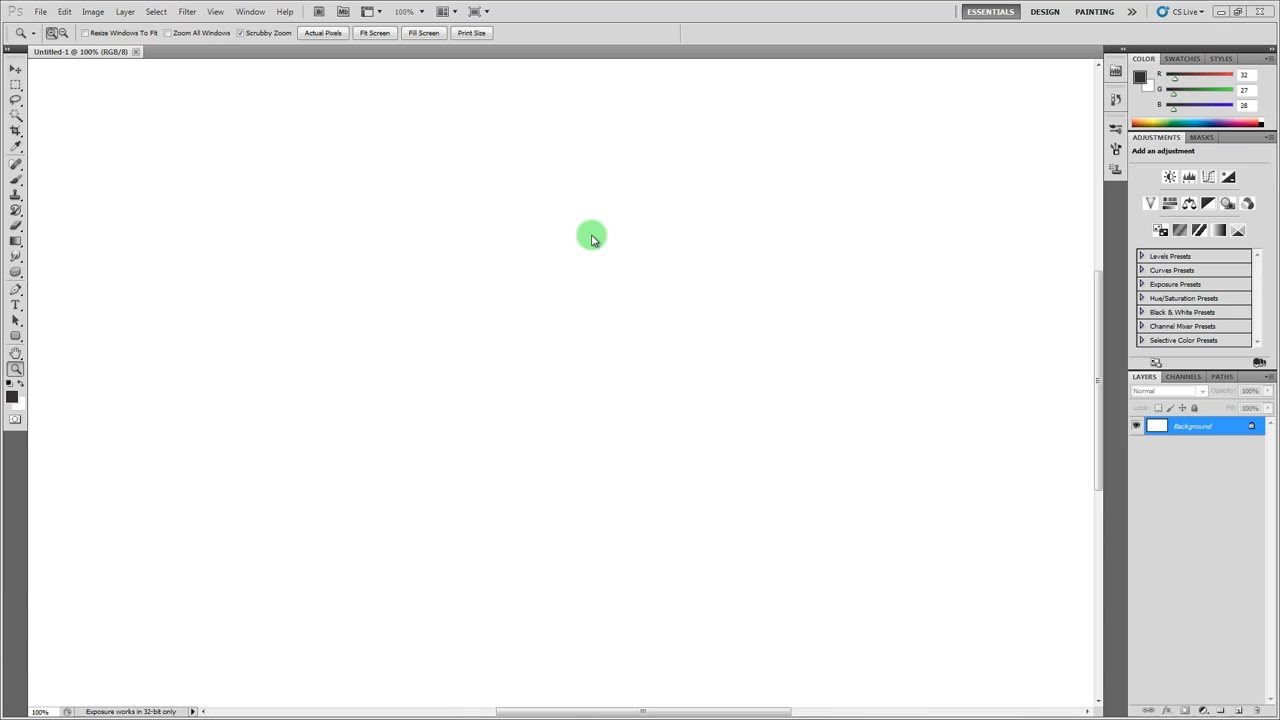 Ps File Edit Image Layer Select Filter Analysis 3D View Window Help Mb 100% ESSENTIALS DESIGN PAINTING CS Live
Resize Windows To Fit Zoom All Windows Scrubby Zoom Actual Pixels Fit Screen Fill Screen Print Size
Untitled-1 @ 100% (RGB/8)
COLOR SWATCHES STYLES
R 32
G 27
B 28
ADJUSTMENTS MASKS
Add an adjustment
Levels Presets
Curves Presets
Exposure Presets
Hue/Saturation Presets
Black & White Presets
Channel Mixer Presets
Selective Color Presets
LAYERS CHANNELS PATHS
Normal Opacity: 100%
Lock: Fill: 100%
Background
100% Exposure works in 32-bit only